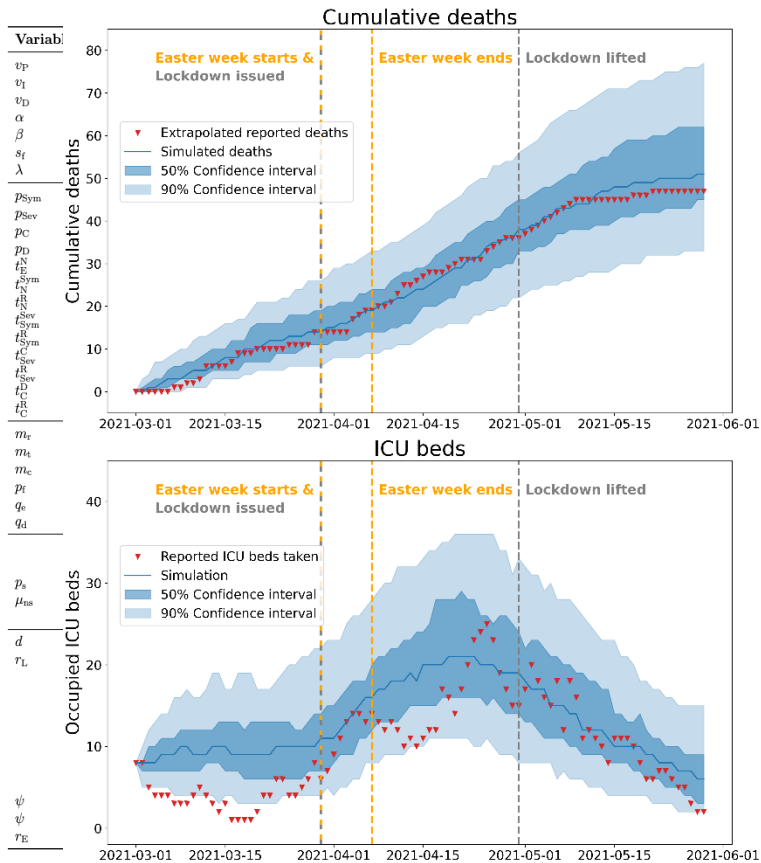 Cumulative deaths
Variabl
v_P
v_I
v_D
α
β
s_f
λ
p_Sym
p_Sev
p_C
p_D
t_E^N
t_N^Sym
t_N^R
t_Sym^Sev
t_Sym^R
t_Sev^C
t_Sev^R
t_C^D
t_C^R
m_r
m_t
m_c
p_f
q_e
q_d
p_s
μ_ns
d
r_L
ψ
ψ
r_E
Cumulative deaths
80
70
60
50
40
30
20
10
0
Easter week starts &
Lockdown issued
Easter week ends
Lockdown lifted
Extrapolated reported deaths
Simulated deaths
50% Confidence interval
90% Confidence interval
2021-03-01 2021-03-15 2021-04-01 2021-04-15 2021-05-01 2021-05-15 2021-06-01
ICU beds
Occupied ICU beds
40
30
20
10
0
Easter week starts &
Lockdown issued
Easter week ends
Lockdown lifted
Reported ICU beds taken
Simulation
50% Confidence interval
90% Confidence interval
2021-03-01 2021-03-15 2021-04-01 2021-04-15 2021-05-01 2021-05-15 2021-06-01